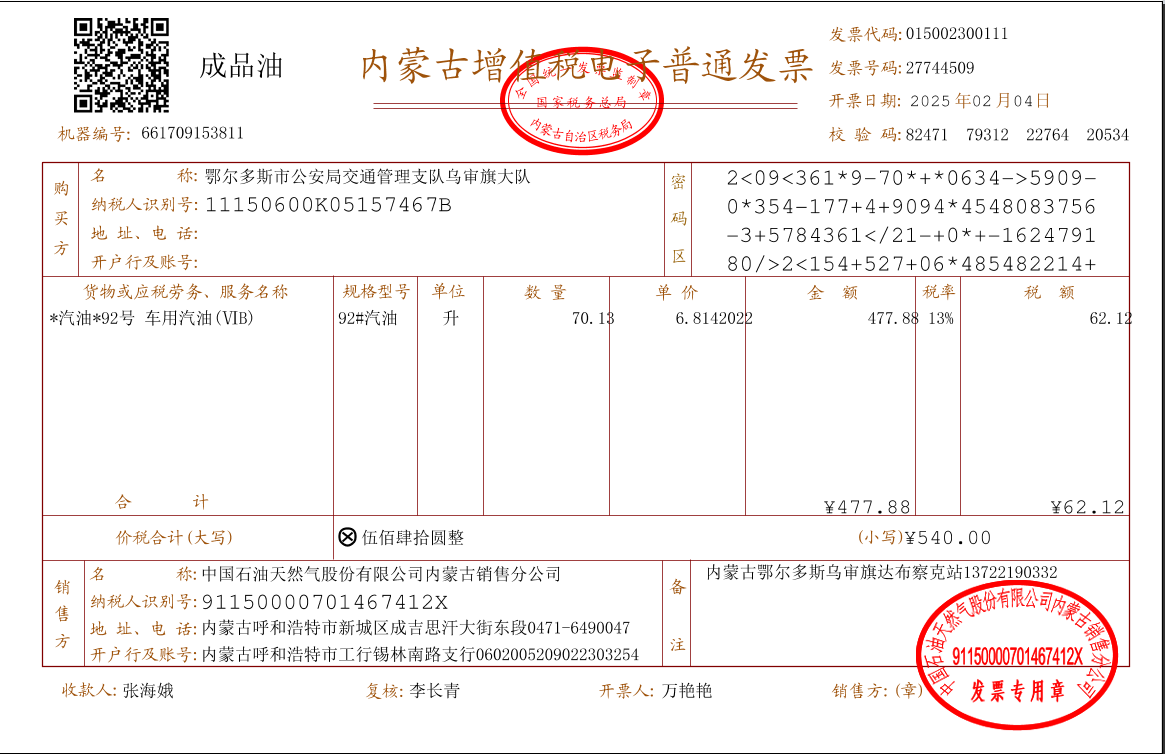 成品油
内蒙古增值税电子普通发票
全国统一发票监制章
国家税务总局
内蒙古自治区税务局
发票代码: 015002300111
发票号码: 27744509
开票日期: 2025 年 02 月 04 日
机器编号: 661709153811
校 验 码: 82471 79312 22764 20534
购买方
名 称: 鄂尔多斯市公安局交通管理支队乌审旗大队
纳税人识别号: 11150600K05157467B
地 址、电 话:
开户行及账号:
密码区
2<09<361*9-70*+*0634->5909-
0*354-177+4+9094*4548083756
-3+5784361</21-+0*+-1624791
80/>2<154+527+06*485482214+
货物或应税劳务、服务名称 规格型号 单位 数 量 单 价 金 额 税率 税 额
*汽油*92号 车用汽油(VIB) 92#汽油 升 70.13 6.8142022 477.88 13% 62.12
合 计 ¥477.88 ¥62.12
价税合计(大写) ⊗伍佰肆拾圆整 (小写)¥540.00
销售方
名 称: 中国石油天然气股份有限公司内蒙古销售分公司
纳税人识别号: 91150000701467412X
地 址、电 话: 内蒙古呼和浩特市新城区成吉思汗大街东段0471-6490047
开户行及账号: 内蒙古呼和浩特市工行锡林南路支行0602005209022303254
备注
内蒙古鄂尔多斯乌审旗达布察克站13722190332
收款人: 张海娥 复核: 李长青 开票人: 万艳艳 销售方: (章)
中国石油天然气股份有限公司内蒙古销售分公司
91150000701467412X
发票专用章